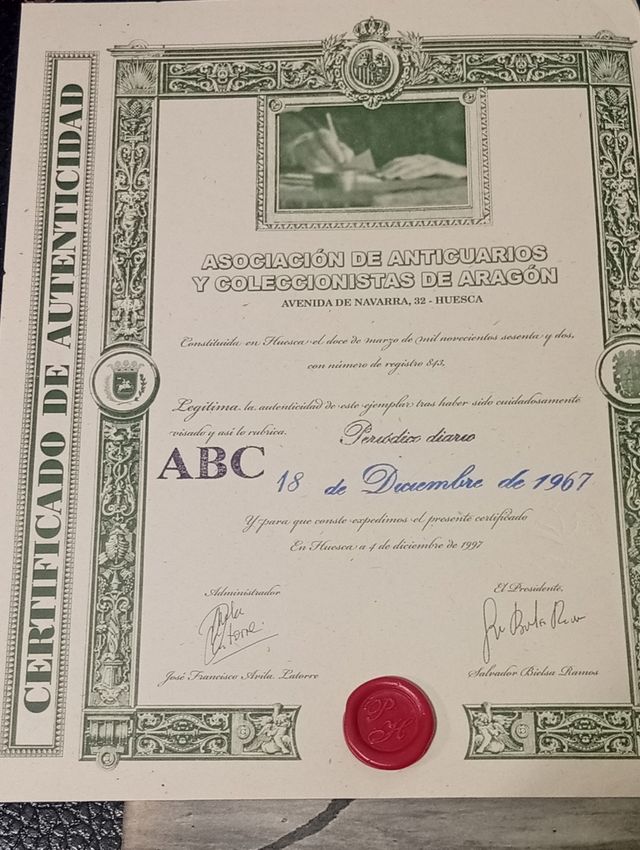 CERTIFICADO DE AUTENTICIDAD
ASOCIACIÓN DE ANTICUARIOS
Y COLECCIONISTAS DE ARAGÓN
AVENIDA DE NAVARRA, 32 - HUESCA
Constituida en Huesca el doce de marzo de mil novecientos sesenta y dos,
con número de registro 843.
Legitima la autenticidad de este ejemplar tras haber sido cuidadosamente
visado y así lo rubrica.
Periódico diario
ABC
18 de Diciembre de 1967
Y para que conste expedimos el presente certificado
En Huesca a 4 de diciembre de 1997
Administrador
El Presidente,
José Francisco Avila Latorre
Salvador Bielsa Ramos